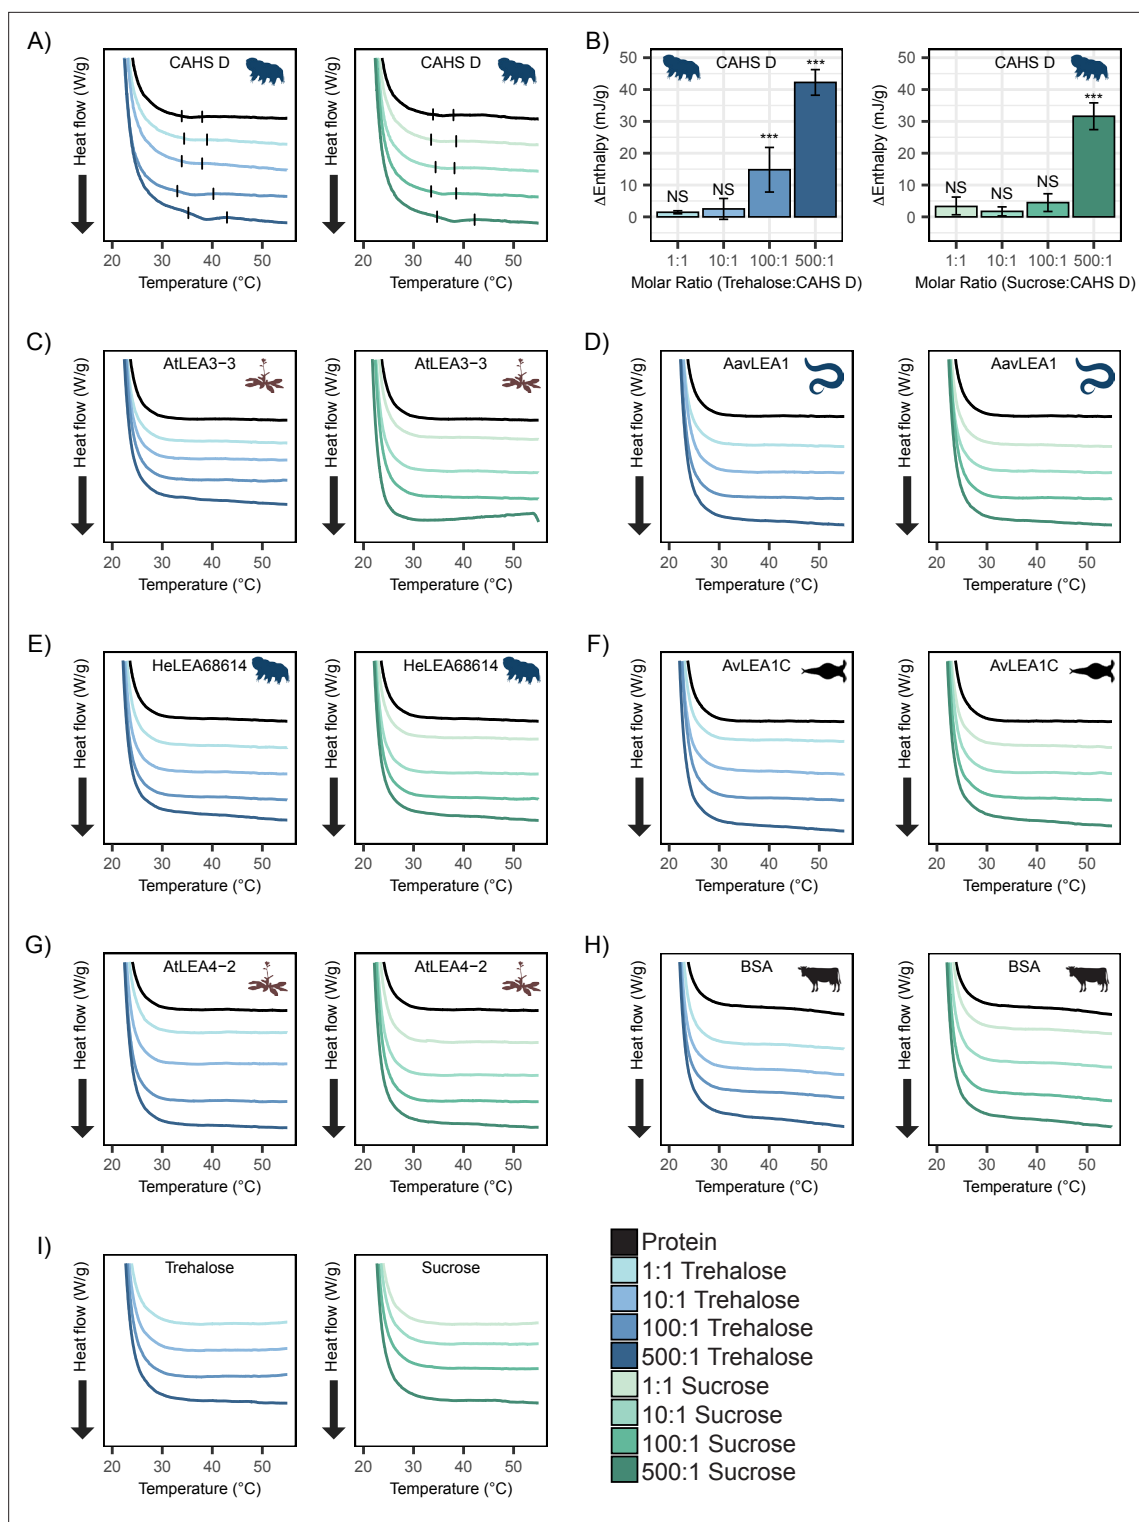 A)
CAHS D
CAHS D
Heat flow (W/g)
Heat flow (W/g)
20 30 40 50
20 30 40 50
Temperature (°C)
Temperature (°C)
B)
CAHS D
CAHS D
ΔEnthalpy (mJ/g)
ΔEnthalpy (mJ/g)
50
40
30
20
10
0
50
40
30
20
10
0
NS NS *** ***
NS NS NS ***
1:1 10:1 100:1 500:1
1:1 10:1 100:1 500:1
Molar Ratio (Trehalose:CAHS D)
Molar Ratio (Sucrose:CAHS D)
C)
AtLEA3−3
AtLEA3−3
Heat flow (W/g)
Heat flow (W/g)
20 30 40 50
20 30 40 50
Temperature (°C)
Temperature (°C)
D)
AavLEA1
AavLEA1
Heat flow (W/g)
Heat flow (W/g)
20 30 40 50
20 30 40 50
Temperature (°C)
Temperature (°C)
E)
HeLEA68614
HeLEA68614
Heat flow (W/g)
Heat flow (W/g)
20 30 40 50
20 30 40 50
Temperature (°C)
Temperature (°C)
F)
AvLEA1C
AvLEA1C
Heat flow (W/g)
Heat flow (W/g)
20 30 40 50
20 30 40 50
Temperature (°C)
Temperature (°C)
G)
AtLEA4−2
AtLEA4−2
Heat flow (W/g)
Heat flow (W/g)
20 30 40 50
20 30 40 50
Temperature (°C)
Temperature (°C)
H)
BSA
BSA
Heat flow (W/g)
Heat flow (W/g)
20 30 40 50
20 30 40 50
Temperature (°C)
Temperature (°C)
I)
Trehalose
Sucrose
Heat flow (W/g)
Heat flow (W/g)
20 30 40 50
20 30 40 50
Temperature (°C)
Temperature (°C)
Protein
1:1 Trehalose
10:1 Trehalose
100:1 Trehalose
500:1 Trehalose
1:1 Sucrose
10:1 Sucrose
100:1 Sucrose
500:1 Sucrose